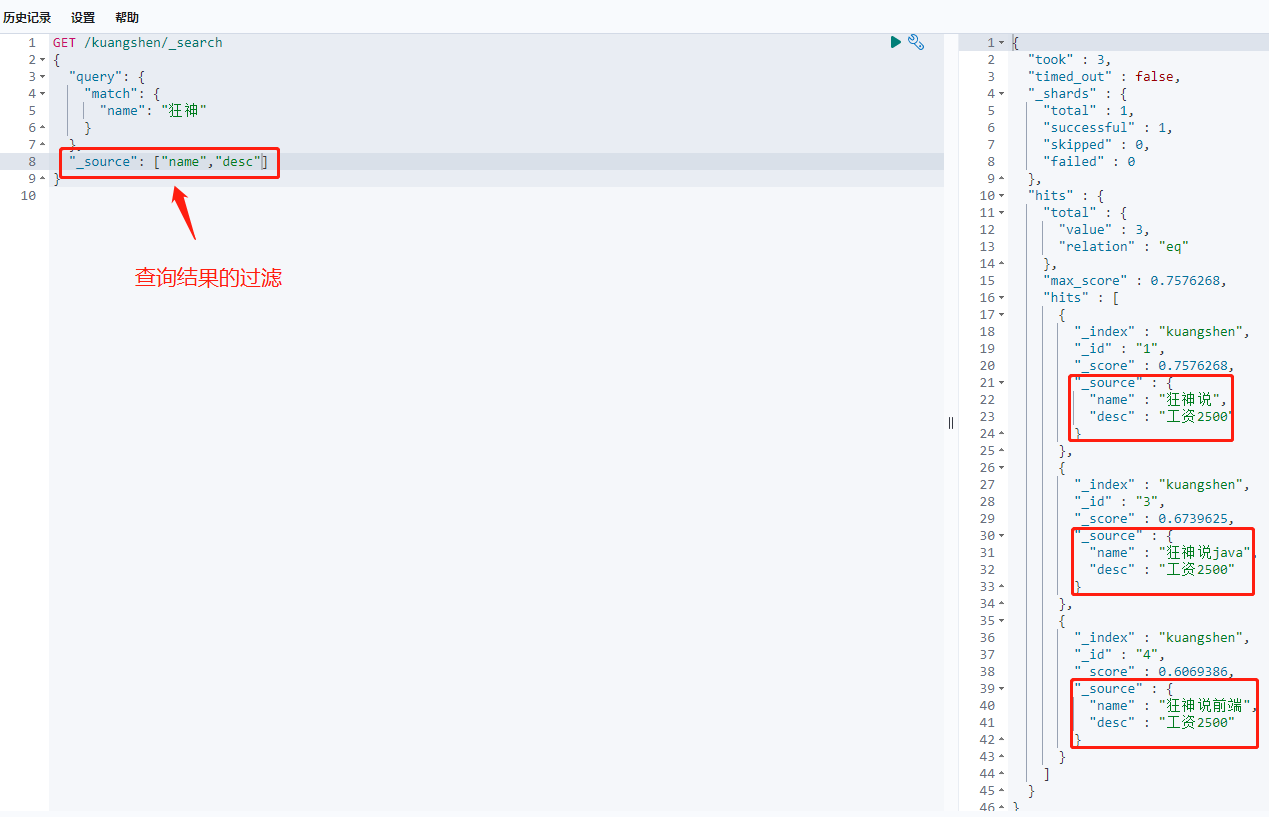 历史记录 设置 帮助
1 GET /kuangshen/_search
2 {
3 "query": {
4 "match": {
5 "name": "狂神"
6 }
7 },
8 "_source": ["name","desc"]
9 }
10
查询结果的过滤
1 {
2 "took" : 3,
3 "timed_out" : false,
4 "_shards" : {
5 "total" : 1,
6 "successful" : 1,
7 "skipped" : 0,
8 "failed" : 0
9 },
10 "hits" : {
11 "total" : {
12 "value" : 3,
13 "relation" : "eq"
14 },
15 "max_score" : 0.7576268,
16 "hits" : [
17 {
18 "_index" : "kuangshen",
19 "_id" : "1",
20 "_score" : 0.7576268,
21 "_source" : {
22 "name" : "狂神说",
23 "desc" : "工资2500"
24 }
25 },
26 {
27 "_index" : "kuangshen",
28 "_id" : "3",
29 "_score" : 0.6739625,
30 "_source" : {
31 "name" : "狂神说java",
32 "desc" : "工资2500"
33 }
34 },
35 {
36 "_index" : "kuangshen",
37 "_id" : "4",
38 "_score" : 0.6069386,
39 "_source" : {
40 "name" : "狂神说前端",
41 "desc" : "工资2500"
42 }
43 }
44 ]
45 }
46 }